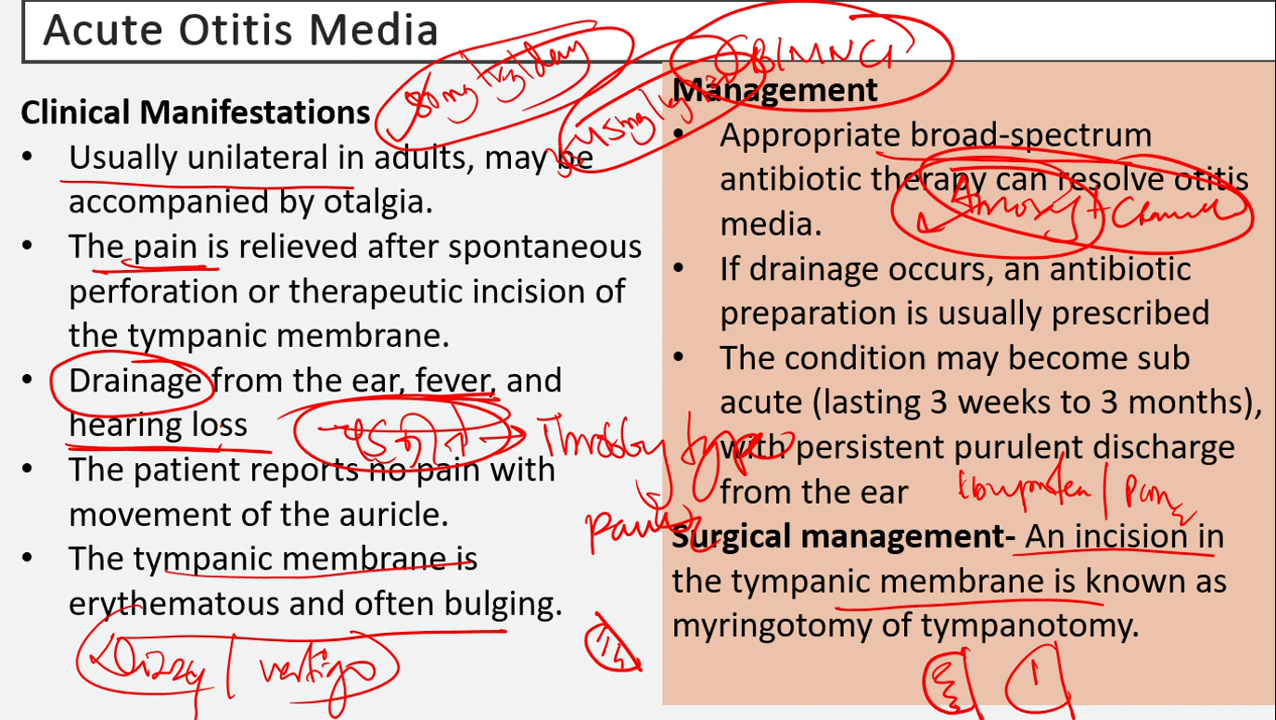 Acute Otitis Media
Clinical Manifestations
• Usually unilateral in adults, may be
accompanied by otalgia.
• The pain is relieved after spontaneous
perforation or therapeutic incision of
the tympanic membrane.
• Drainage from the ear, fever, and
hearing loss
• The patient reports no pain with
movement of the auricle.
• The tympanic membrane is
erythematous and often bulging.
Dizzy | vertigo
type
Management
• Appropriate broad-spectrum
antibiotic therapy can resolve otitis
media.
• If drainage occurs, an antibiotic
preparation is usually prescribed
• The condition may become sub
acute (lasting 3 weeks to 3 months),
with persistent purulent discharge
from the ear
Surgical management- An incision in
the tympanic membrane is known as
myringotomy of tympanotomy.